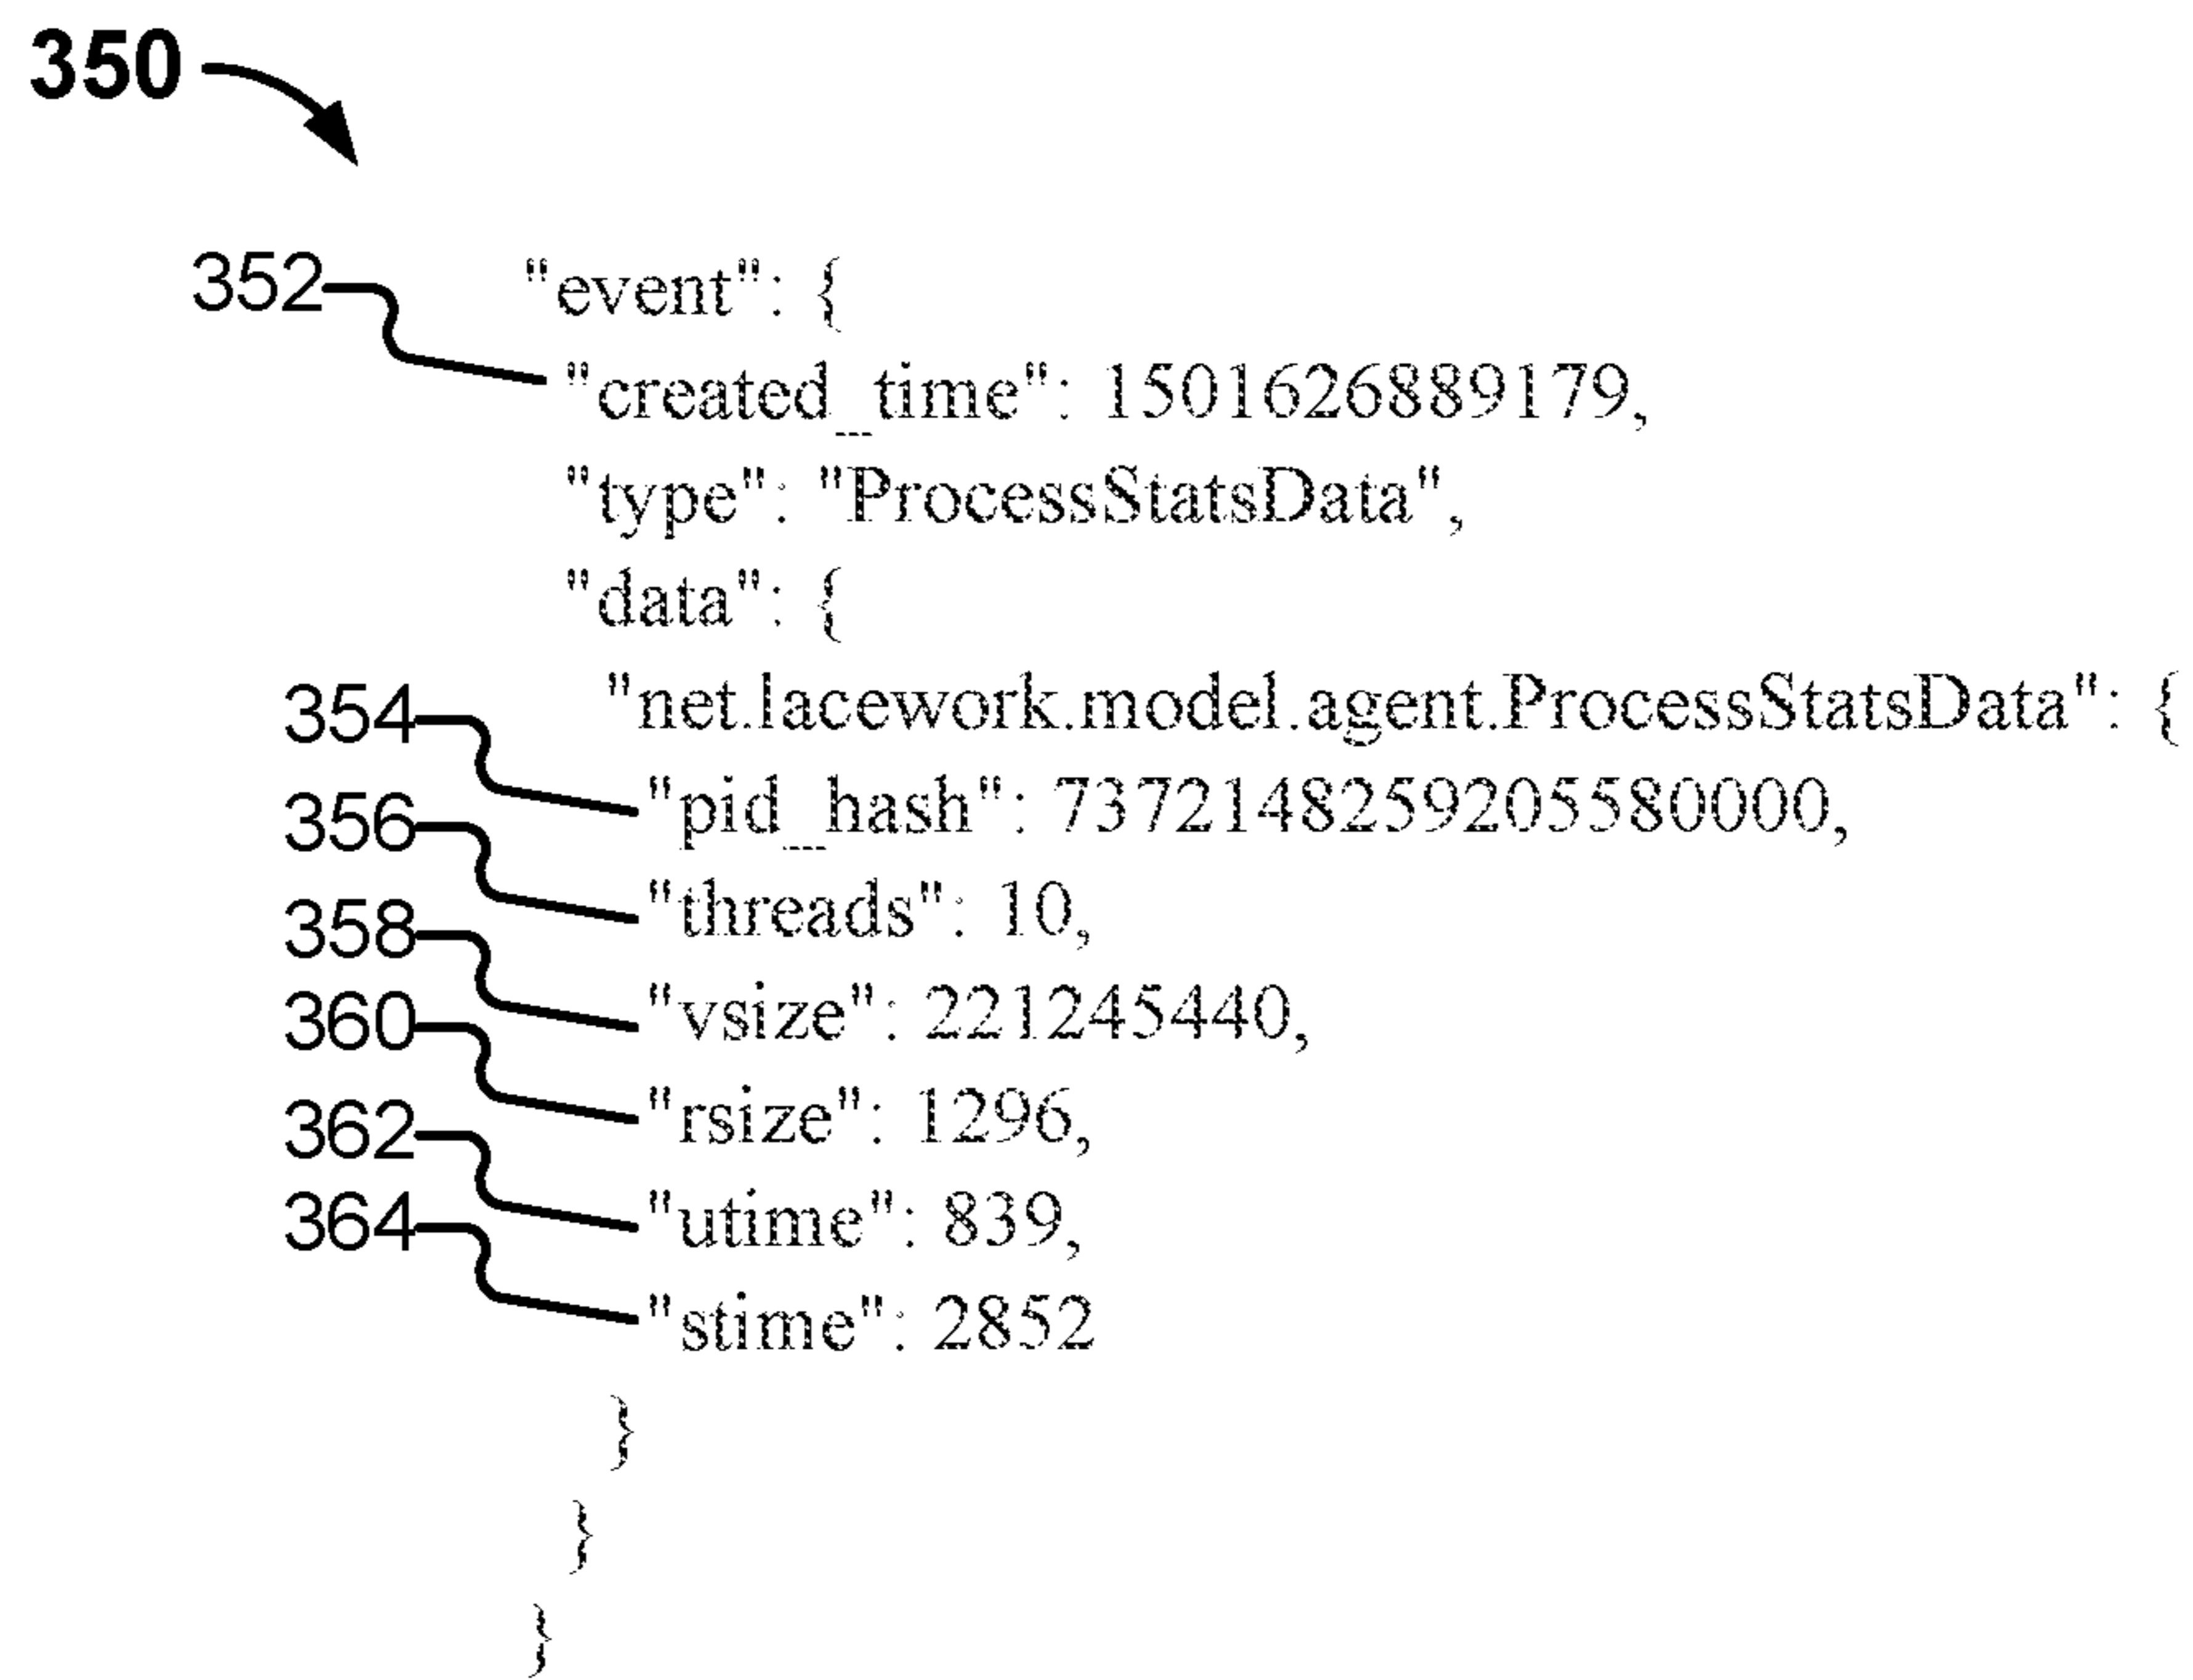 350
352 "event": {
"created_time": 1501626889179,
"type": "ProcessStatsData",
"data": {
"net.lacework.model.agent.ProcessStatsData": {
354 "pid_hash": 7372148259205580000,
356 "threads": 10,
358 "vsize": 221245440,
360 "rsize": 1296,
362 "utime": 839,
364 "stime": 2852
}
}
}